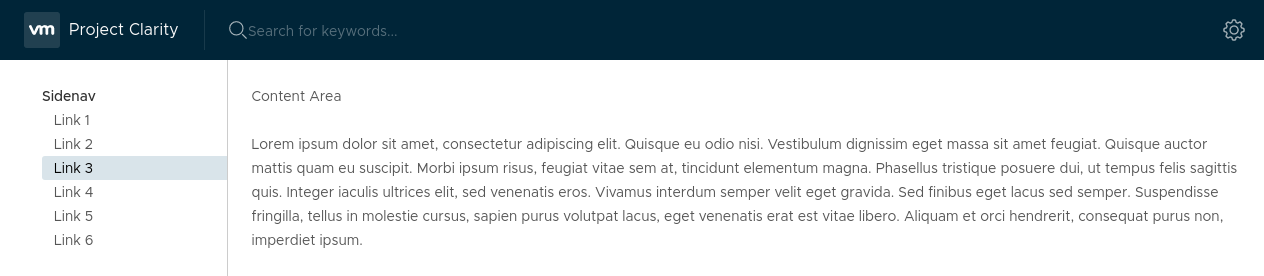 vm Project Clarity Search for keywords...
Sidenav
Link 1
Link 2
Link 3
Link 4
Link 5
Link 6
Content Area
Lorem ipsum dolor sit amet, consectetur adipiscing elit. Quisque eu odio nisi. Vestibulum dignissim eget massa sit amet feugiat. Quisque auctor
mattis quam eu suscipit. Morbi ipsum risus, feugiat vitae sem at, tincidunt elementum magna. Phasellus tristique posuere dui, ut tempus felis sagittis
quis. Integer iaculis ultrices elit, sed venenatis eros. Vivamus interdum semper velit eget gravida. Sed finibus eget lacus sed semper. Suspendisse
fringilla, tellus in molestie cursus, sapien purus volutpat lacus, eget venenatis erat est vitae libero. Aliquam et orci hendrerit, consequat purus non,
imperdiet ipsum.